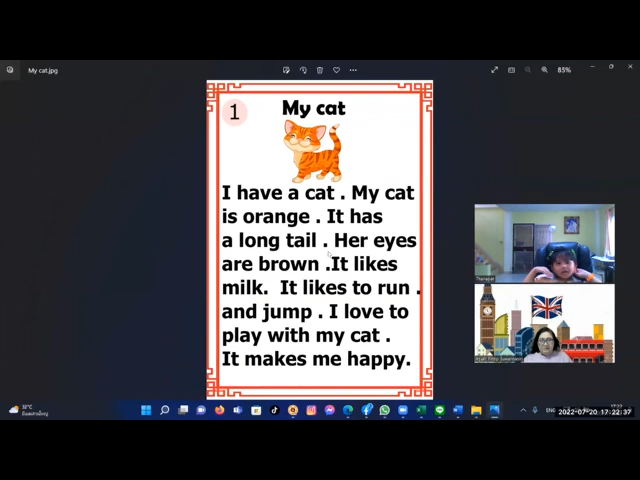 My cat.jpg
85%
1
My cat
I have a cat . My cat
is orange . It has
a long tail . Her eyes
are brown .It likes
milk.  It likes to run .
and jump . I love to
play with my cat .
It makes me happy.
32°C
ENG
2022-07-20 17:22:37